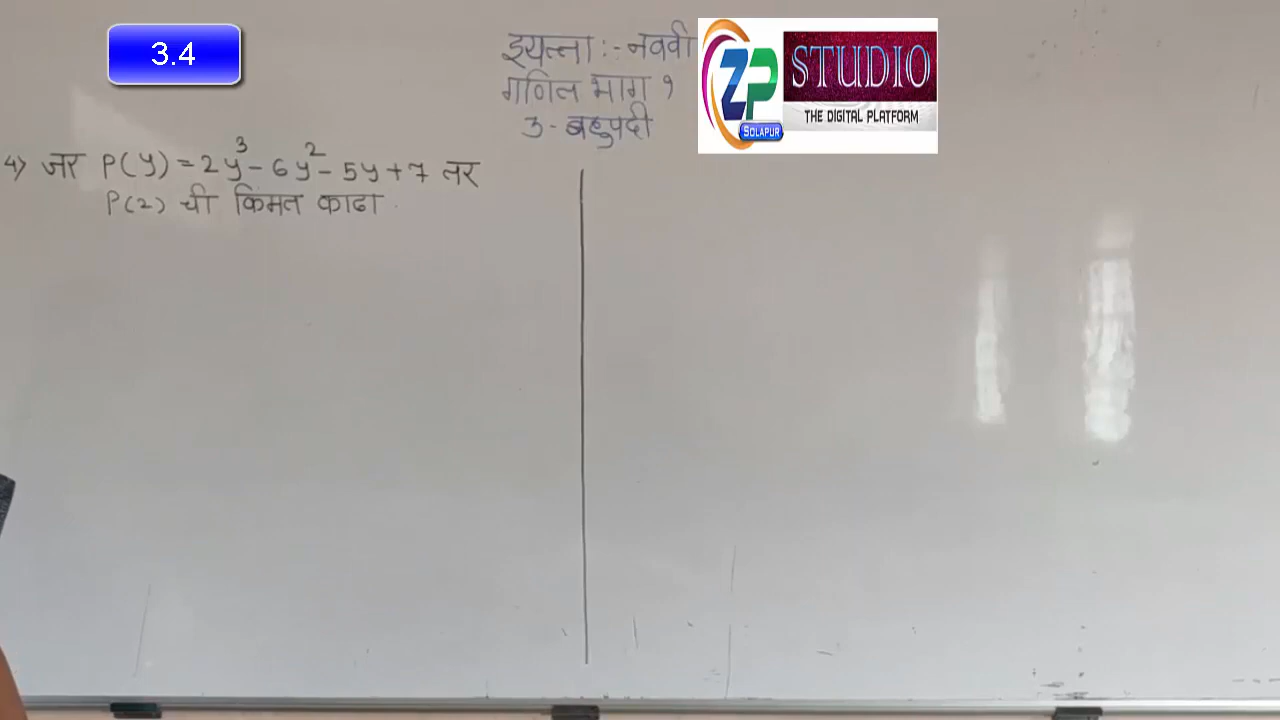 3.4
इयत्ता :- नववी
गणित भाग १
3 - बहुपदी
ZP
SOLAPUR
STUDIO
THE DIGITAL PLATFORM
4) जर P(y) = 2y³ - 6y² - 5y + 7 तर
P(2) ची किंमत काढा.